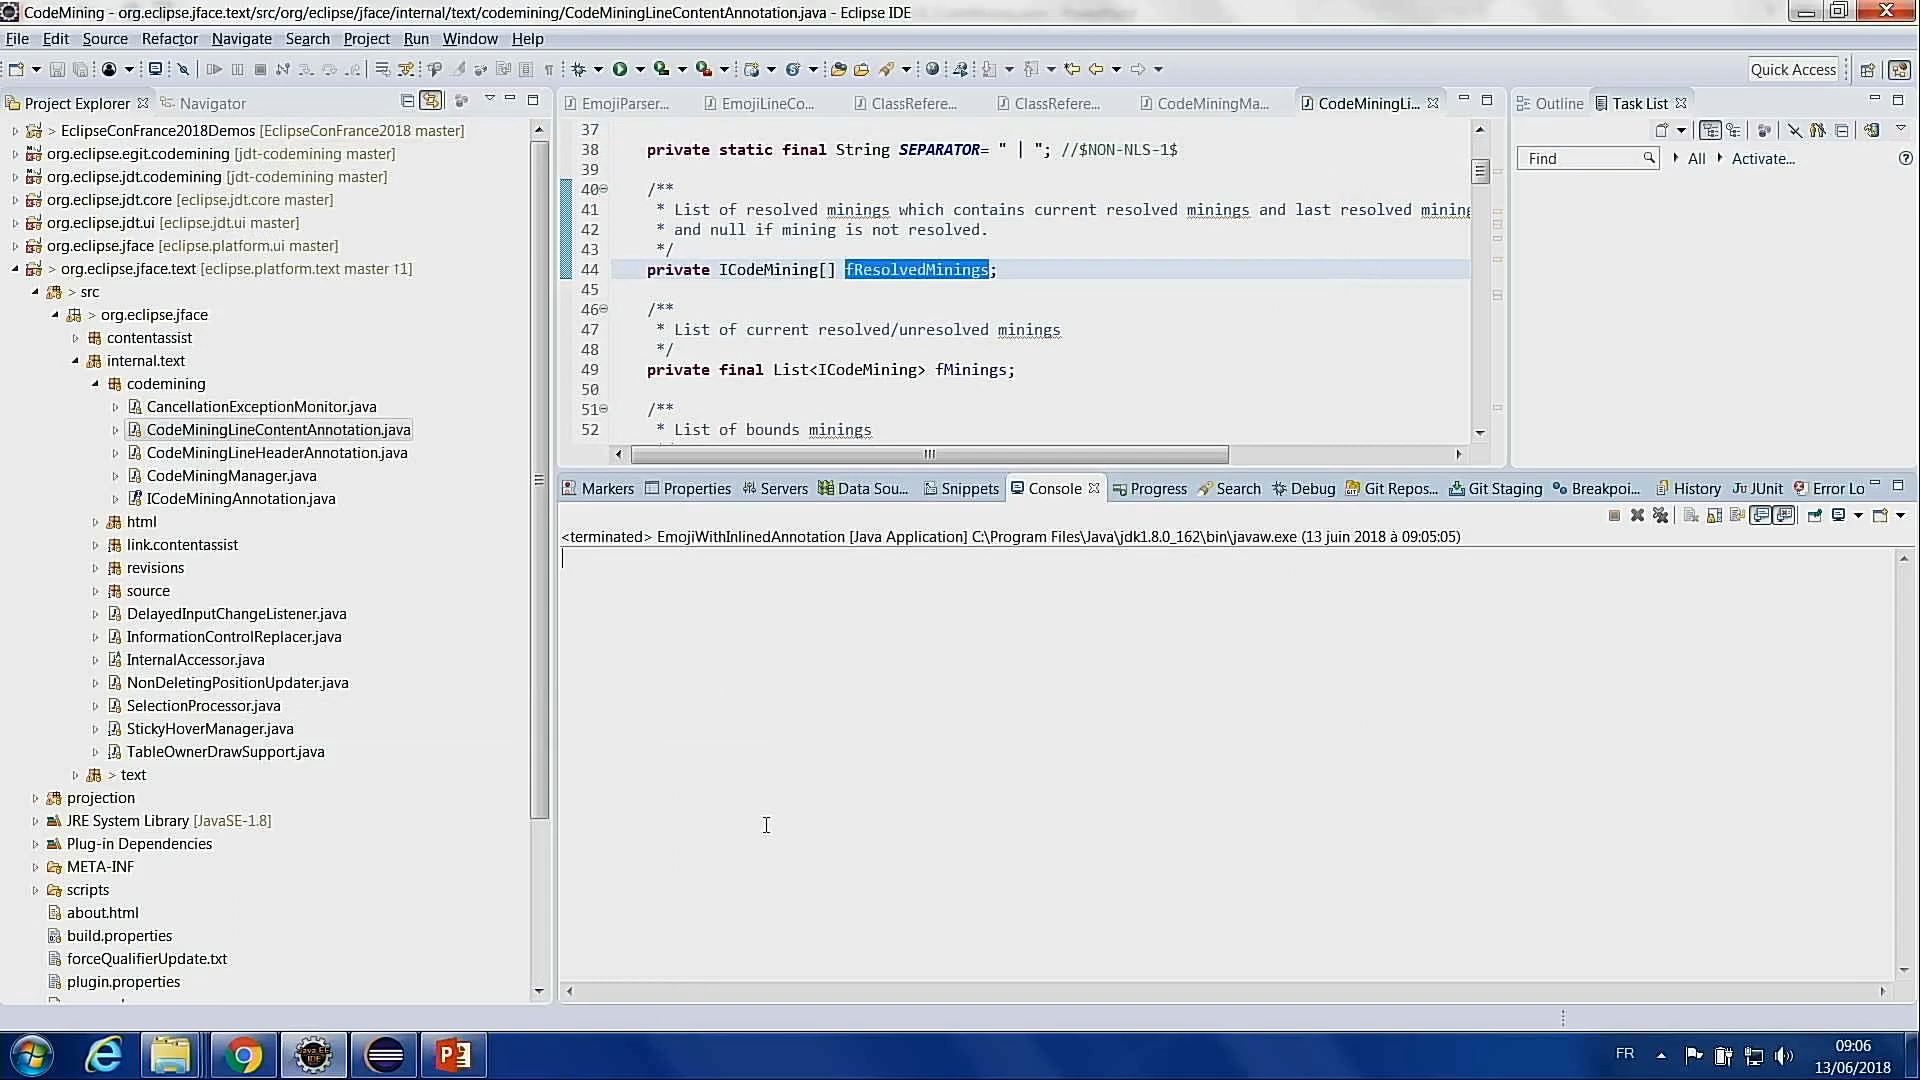 CodeMining - org.eclipse.jface.text/src/org/eclipse/jface/internal/text/codemining/CodeMiningLineContentAnnotation.java - Eclipse IDE
File Edit Source Refactor Navigate Search Project Run Window Help
Quick Access
Project Explorer Navigator
> EclipseConFrance2018Demos [EclipseConFrance2018 master]
org.eclipse.egit.codemining [jdt-codemining master]
org.eclipse.jdt.codemining [jdt-codemining master]
org.eclipse.jdt.core [eclipse.jdt.core master]
org.eclipse.jdt.ui [eclipse.jdt.ui master]
org.eclipse.jface [eclipse.platform.ui master]
> org.eclipse.jface.text [eclipse.platform.text master ↑1]
> src
> org.eclipse.jface
contentassist
internal.text
codemining
CancellationExceptionMonitor.java
CodeMiningLineContentAnnotation.java
CodeMiningLineHeaderAnnotation.java
CodeMiningManager.java
ICodeMiningAnnotation.java
html
link.contentassist
revisions
source
DelayedInputChangeListener.java
InformationControlReplacer.java
InternalAccessor.java
NonDeletingPositionUpdater.java
SelectionProcessor.java
StickyHoverManager.java
TableOwnerDrawSupport.java
> text
projection
JRE System Library [JavaSE-1.8]
Plug-in Dependencies
META-INF
scripts
about.html
build.properties
forceQualifierUpdate.txt
plugin.properties
EmojiParser... EmojiLineCo... ClassRefere... ClassRefere... CodeMiningMa... CodeMiningLi...
37
38 private static final String SEPARATOR= " | "; //$NON-NLS-1$
39
40 /**
41 * List of resolved minings which contains current resolved minings and last resolved mining
42 * and null if mining is not resolved.
43 */
44 private ICodeMining[] fResolvedMinings;
45
46 /**
47 * List of current resolved/unresolved minings
48 */
49 private final List<ICodeMining> fMinings;
50
51 /**
52 * List of bounds minings
Outline Task List
Find All Activate...
Markers Properties Servers Data Sou... Snippets Console Progress Search Debug Git Repos... Git Staging Breakpoi... History JUnit Error Lo
<terminated> EmojiWithInlinedAnnotation [Java Application] C:\Program Files\Java\jdk1.8.0_162\bin\javaw.exe (13 juin 2018 à 09:05:05)
Java EE
IDE
FR
09:06
13/06/2018